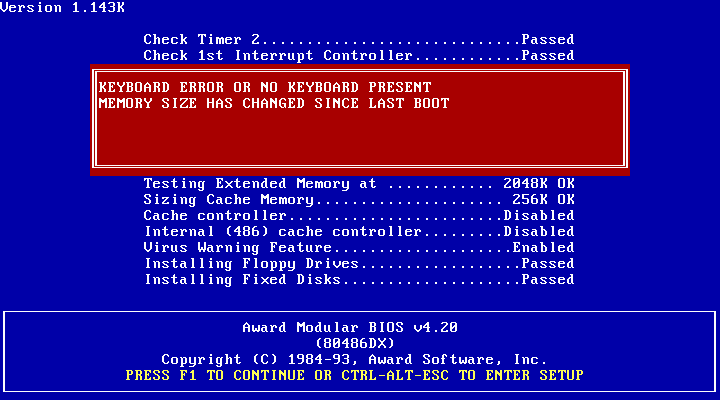 Version 1.143K
Check Timer 2.............................Passed
Check 1st Interrupt Controller............Passed
KEYBOARD ERROR OR NO KEYBOARD PRESENT
MEMORY SIZE HAS CHANGED SINCE LAST BOOT
Testing Extended Memory at ............ 2048K OK
Sizing Cache Memory..................... 256K OK
Cache controller........................Disabled
Internal (486) cache controller.........Disabled
Virus Warning Feature....................Enabled
Installing Floppy Drives..................Passed
Installing Fixed Disks....................Passed
Award Modular BIOS v4.20
(80486DX)
Copyright (C) 1984-93, Award Software, Inc.
PRESS F1 TO CONTINUE OR CTRL-ALT-ESC TO ENTER SETUP